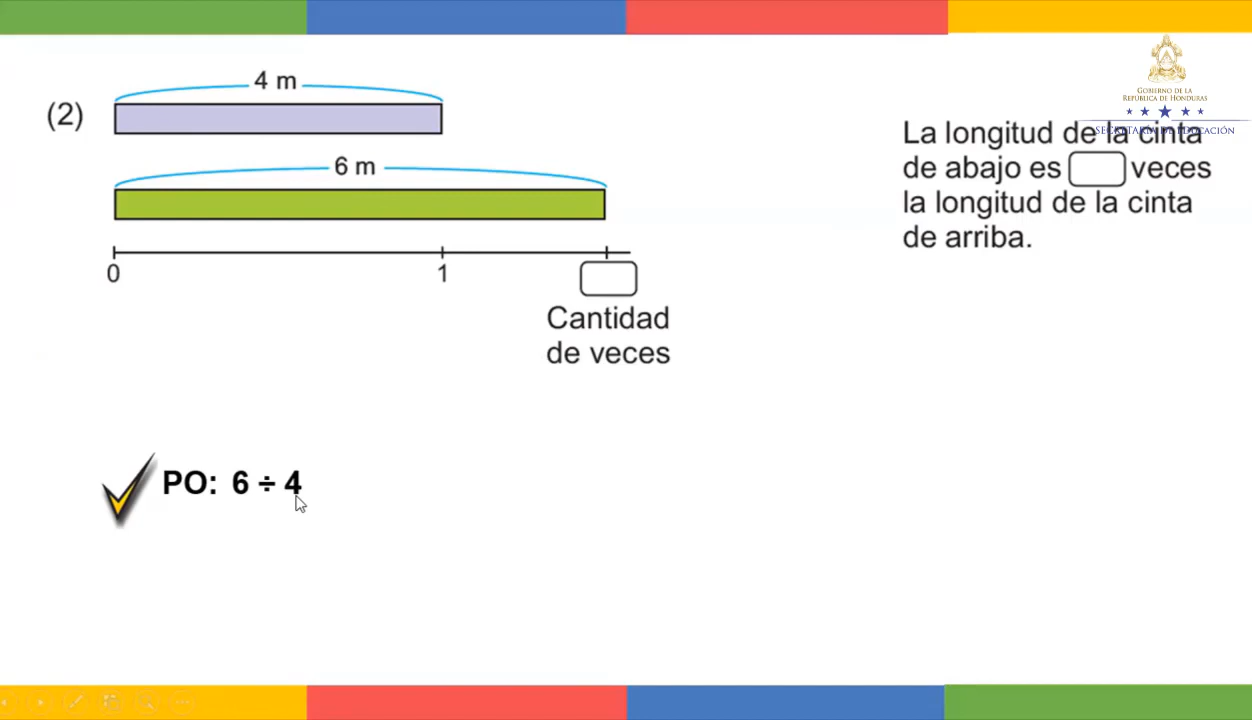 GOBIERNO DE LA
REPÚBLICA DE HONDURAS
SECRETARÍA DE EDUCACIÓN
(2)
4 m
6 m
0
1
Cantidad
de veces
La longitud de la cinta
de abajo es veces
la longitud de la cinta
de arriba.
PO: 6 ÷ 4